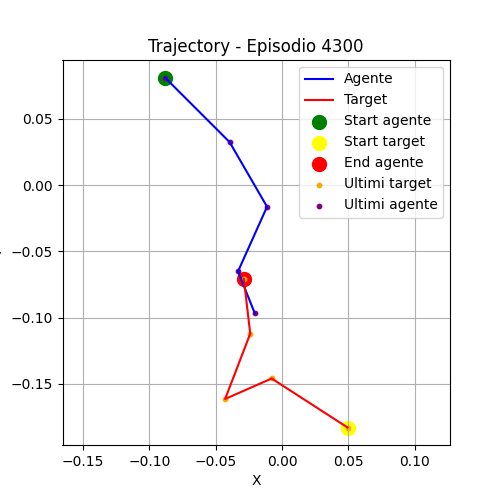 Trajectory - Episodio 4300
Agente
Target
Start agente
Start target
End agente
Ultimi target
Ultimi agente
0.05
0.00
−0.05
−0.10
−0.15
−0.15
−0.10
−0.05
0.00
0.05
0.10
X